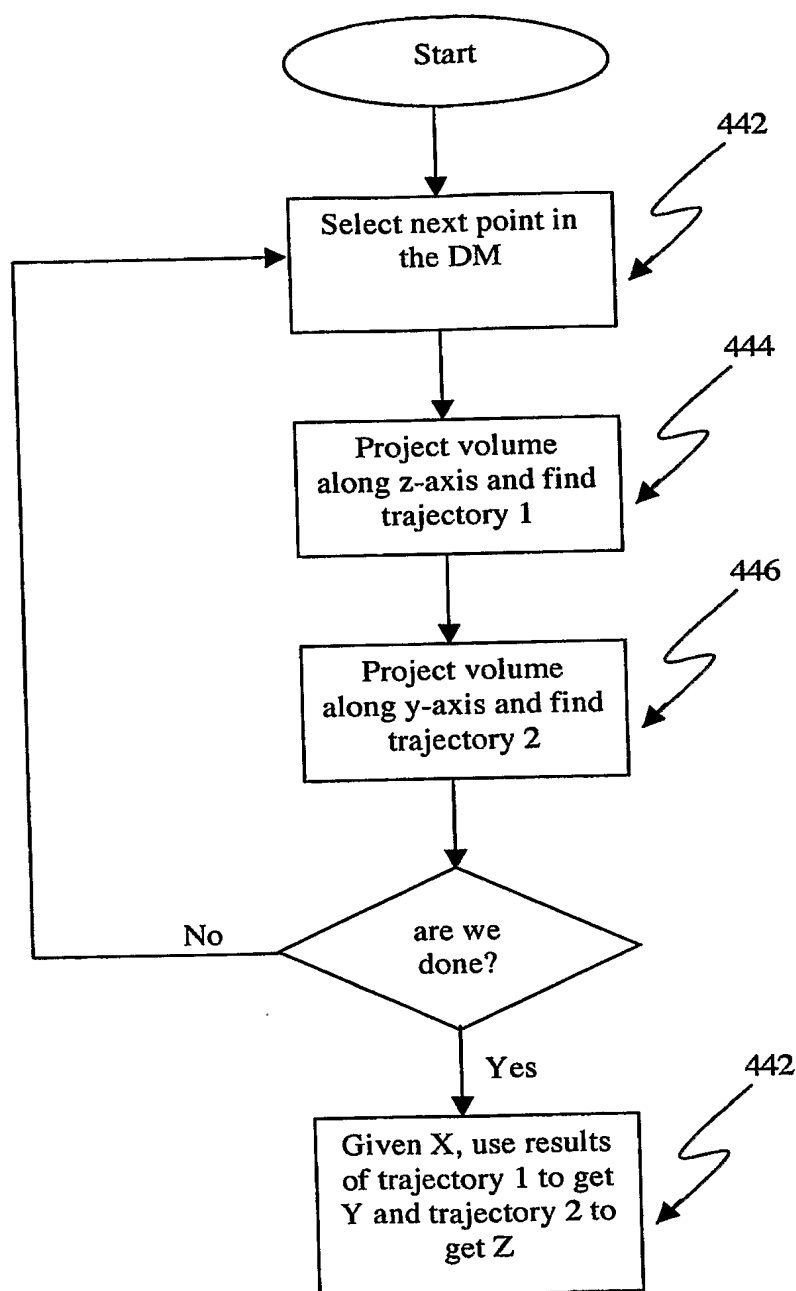 Start
442
Select next point in
the DM
444
Project volume
along z-axis and find
trajectory 1
446
Project volume
along y-axis and find
trajectory 2
No
are we
done?
Yes
442
Given X, use results
of trajectory 1 to get
Y and trajectory 2 to
get Z